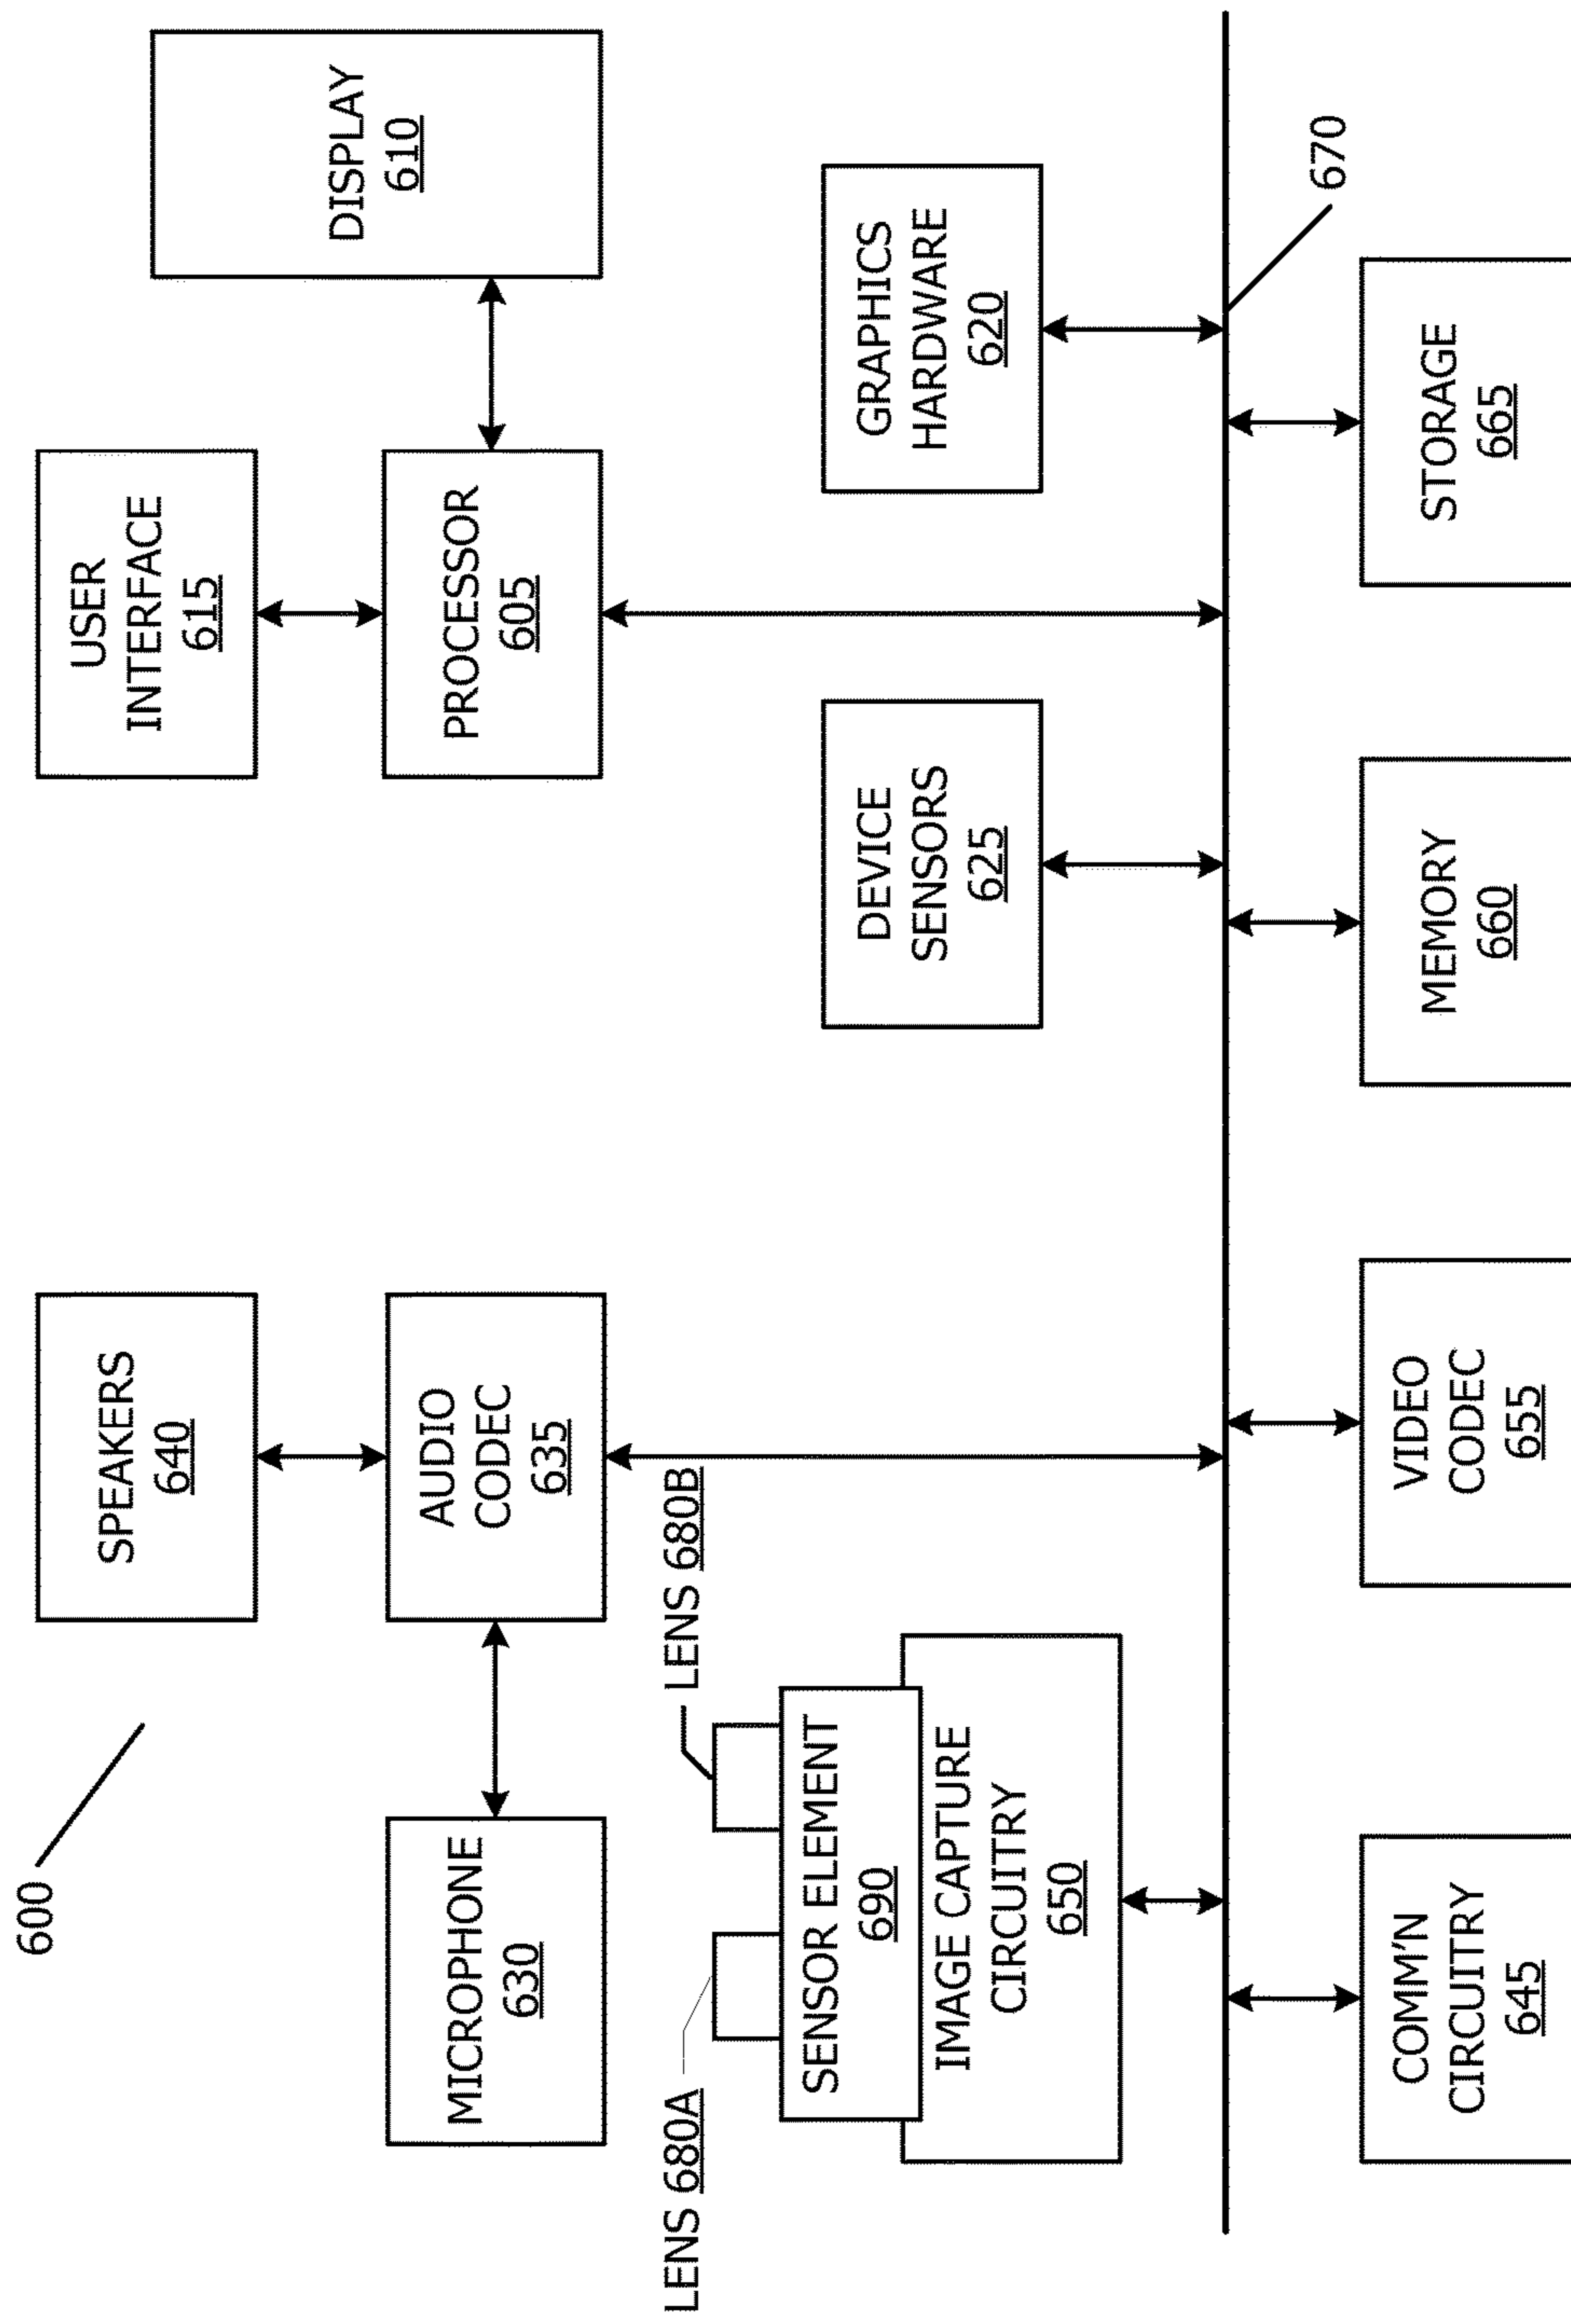 600
SPEAKERS
640
USER
INTERFACE
615
DISPLAY
610
MICROPHONE
630
AUDIO
CODEC
635
PROCESSOR
605
LENS 680A
LENS 680B
SENSOR ELEMENT
690
IMAGE CAPTURE
CIRCUITRY
650
DEVICE
SENSORS
625
GRAPHICS
HARDWARE
620
670
COMM'N
CIRCUITRY
645
VIDEO
CODEC
655
MEMORY
660
STORAGE
665